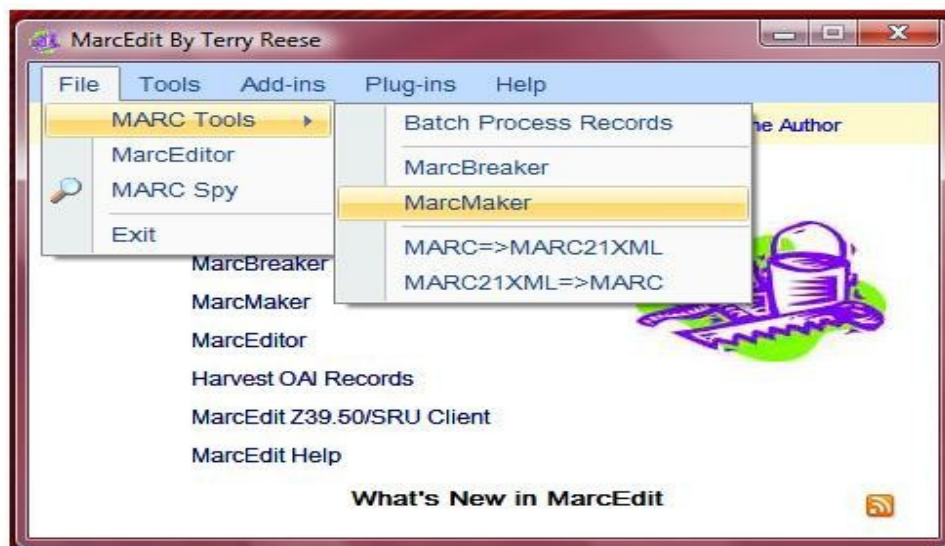 MarcEdit By Terry Reese
File Tools Add-ins Plug-ins Help
MARC Tools
MarcEditor
MARC Spy
Exit
Batch Process Records
MarcBreaker
MarcMaker
MARC=>MARC21XML
MARC21XML=>MARC
he Author
MarcBreaker
MarcMaker
MarcEditor
Harvest OAI Records
MarcEdit Z39.50/SRU Client
MarcEdit Help
What's New in MarcEdit